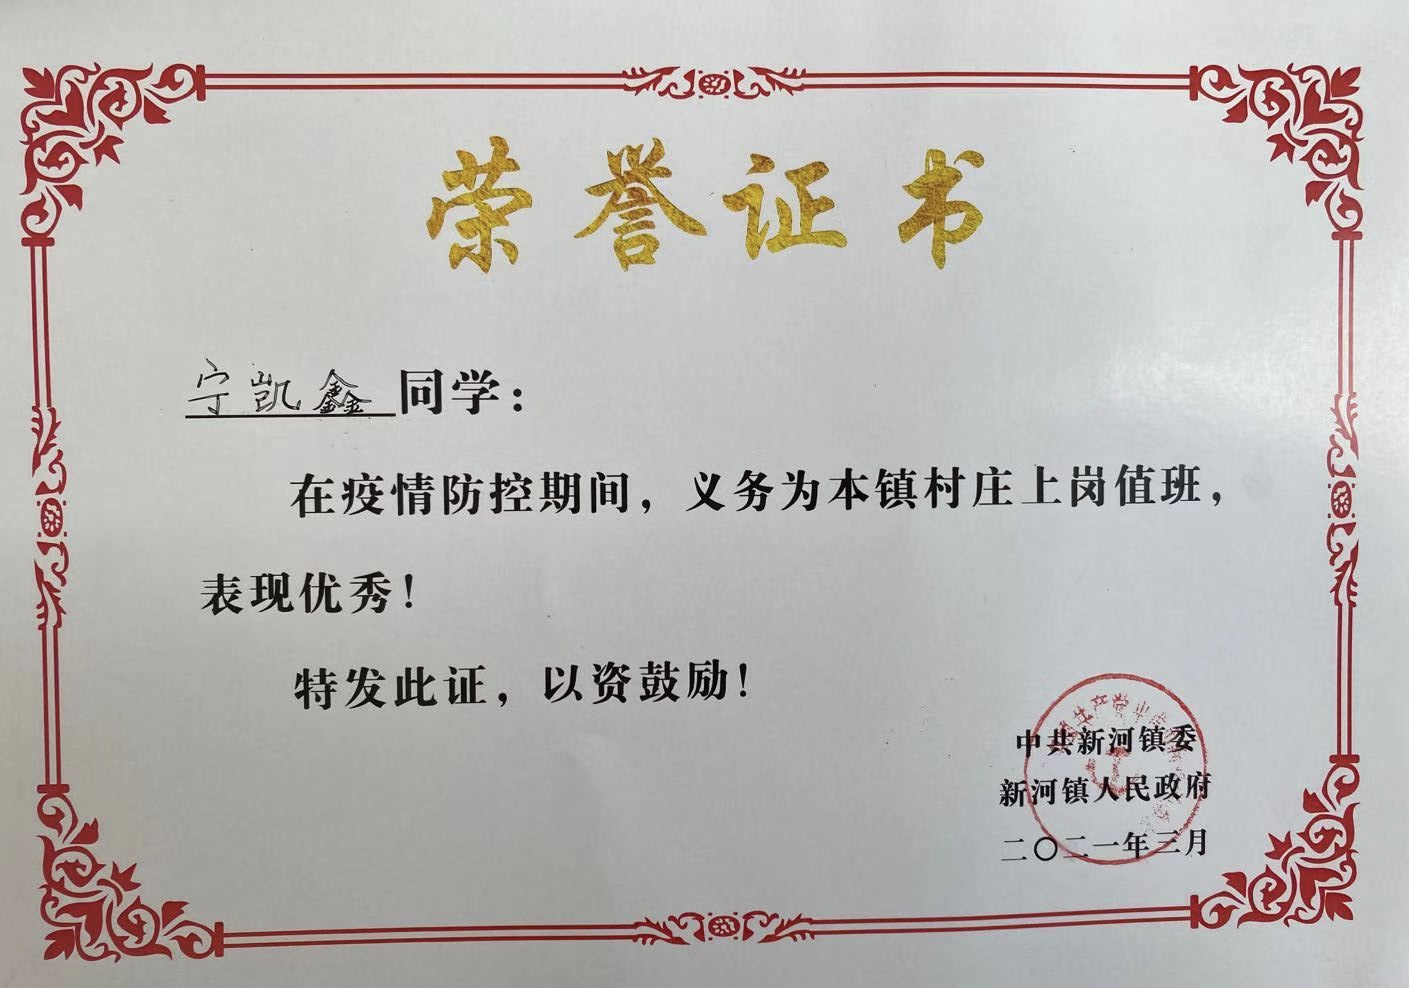 荣誉证书
宁凯鑫同学：
在疫情防控期间，义务为本镇村庄上岗值班，
表现优秀！
特发此证，以资鼓励！
中共新河镇委
新河镇人民政府
二〇二一年三月